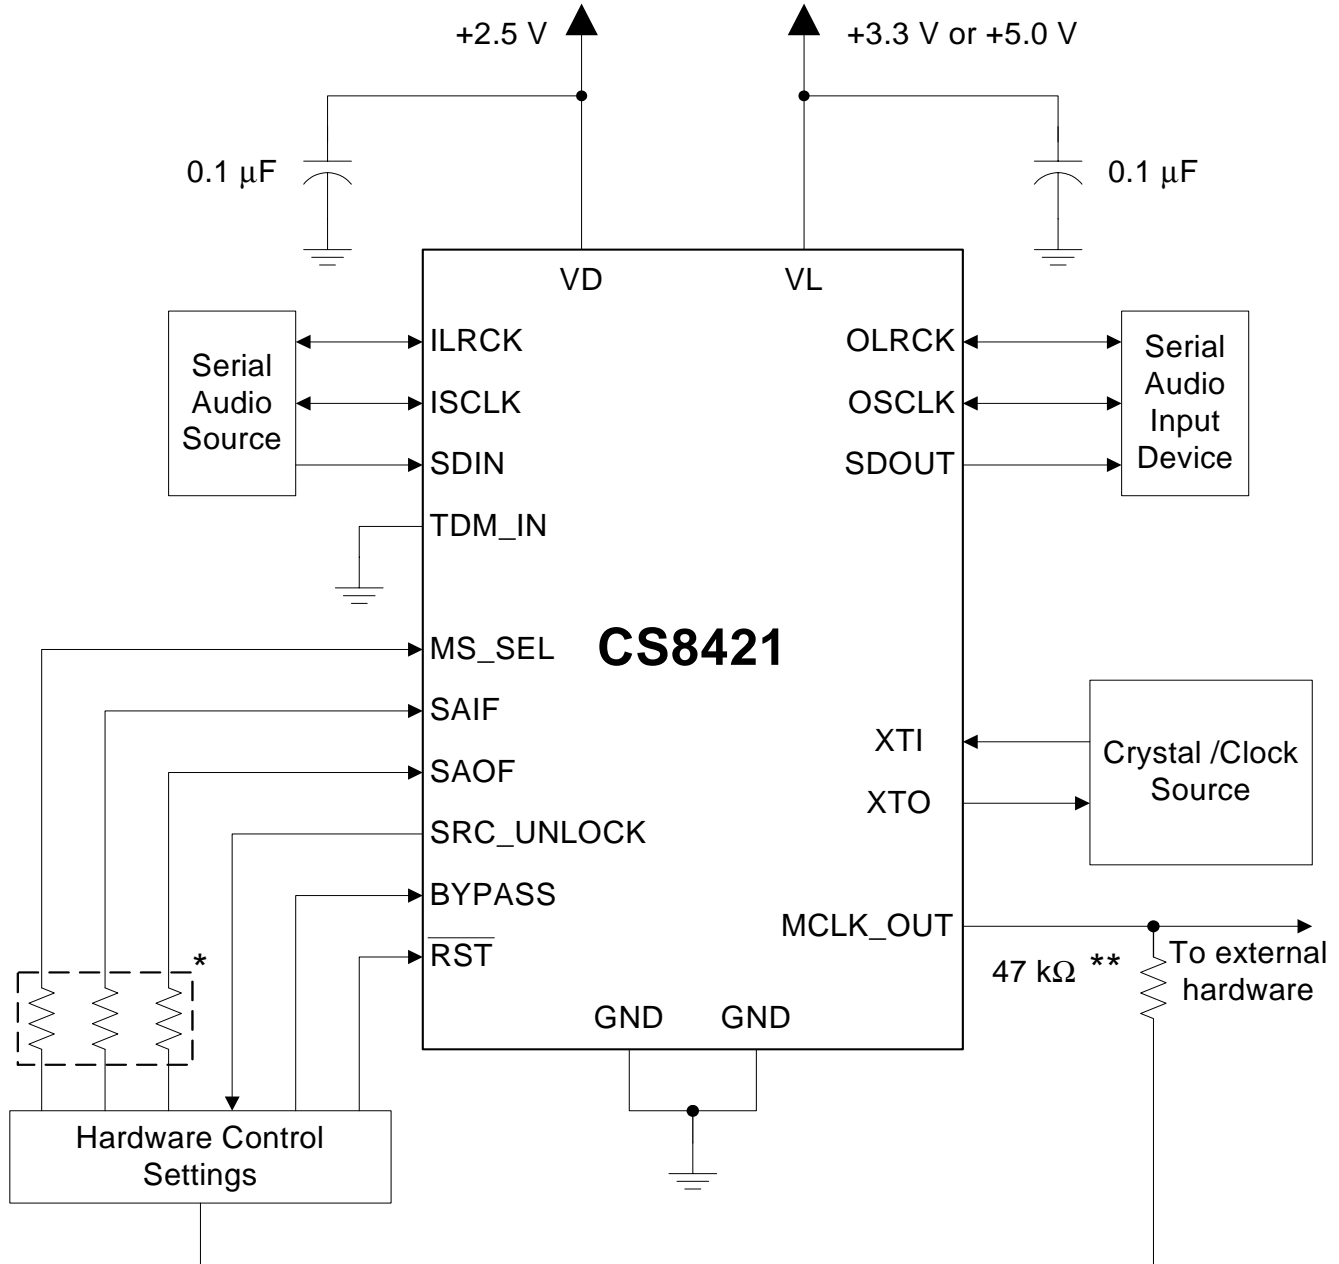 +2.5 V
+3.3 V or +5.0 V
0.1 μF
0.1 μF
VD
VL
ILRCK
OLRCK
Serial
Audio
Source
ISCLK
OSCLK
Serial
Audio
Input
Device
SDIN
SDOUT
TDM_IN
MS_SEL
CS8421
SAIF
XTI
SAOF
XTO
Crystal /Clock
Source
SRC_UNLOCK
BYPASS
MCLK_OUT
RST
*
47 kΩ **
To external
hardware
GND
GND
Hardware Control
Settings